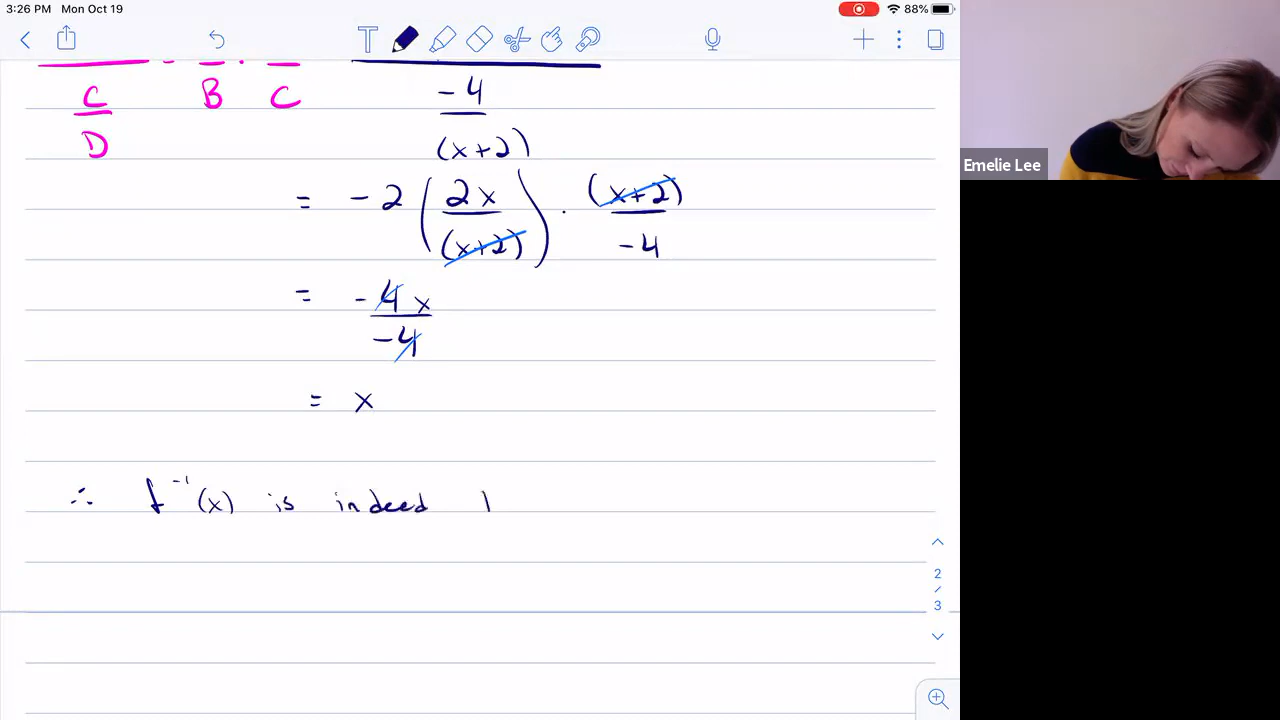 3:26 PM Mon Oct 19 88%
T
C B C -4
D (x+2)
= -2 (2x/(x+2)) · (x+2)/-4
= -4x/-4
= x
∴ f⁻¹(x) is indeed
2
3
Emelie Lee